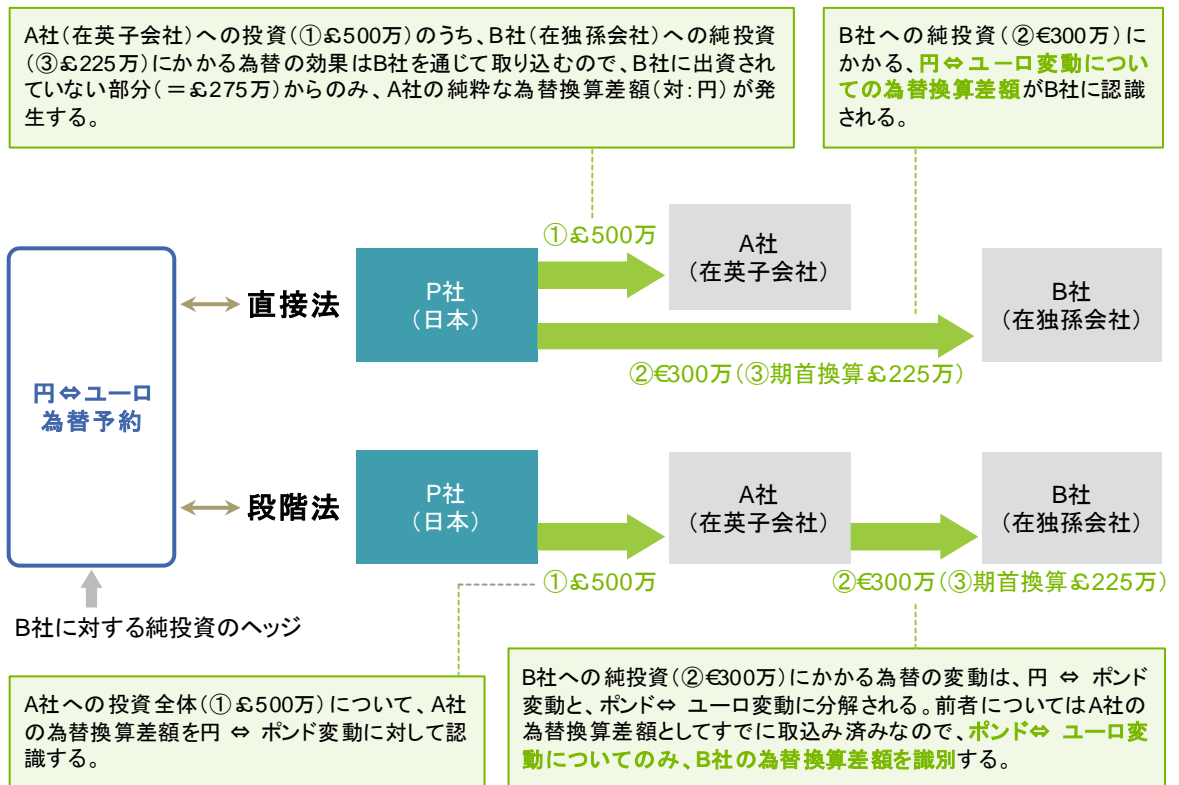 A社(在英子会社)への投資(①£500万)のうち、B社(在独孫会社)への純投資
(③£225万)にかかる為替の効果はB社を通じて取り込むので、B社に出資され
ていない部分(=£275万)からのみ、A社の純粋な為替換算差額(対:円)が発
生する。
B社への純投資(②€300万)に
かかる、円⇔ユーロ変動につい
ての為替換算差額がB社に認識
される。
円⇔ユーロ
為替予約
直接法
P社
(日本)
①£500万
A社
(在英子会社)
B社
(在独孫会社)
②€300万(③期首換算£225万)
段階法
P社
(日本)
A社
(在英子会社)
B社
(在独孫会社)
①£500万
②€300万(③期首換算£225万)
B社に対する純投資のヘッジ
A社への投資全体(①£500万)について、A社
の為替換算差額を円 ⇔ ポンド変動に対して認
識する。
B社への純投資(②€300万)にかかる為替の変動は、円 ⇔ ポンド
変動と、ポンド⇔ ユーロ変動に分解される。前者についてはA社の
為替換算差額としてすでに取込み済みなので、ポンド⇔ ユーロ変
動についてのみ、B社の為替換算差額を識別する。